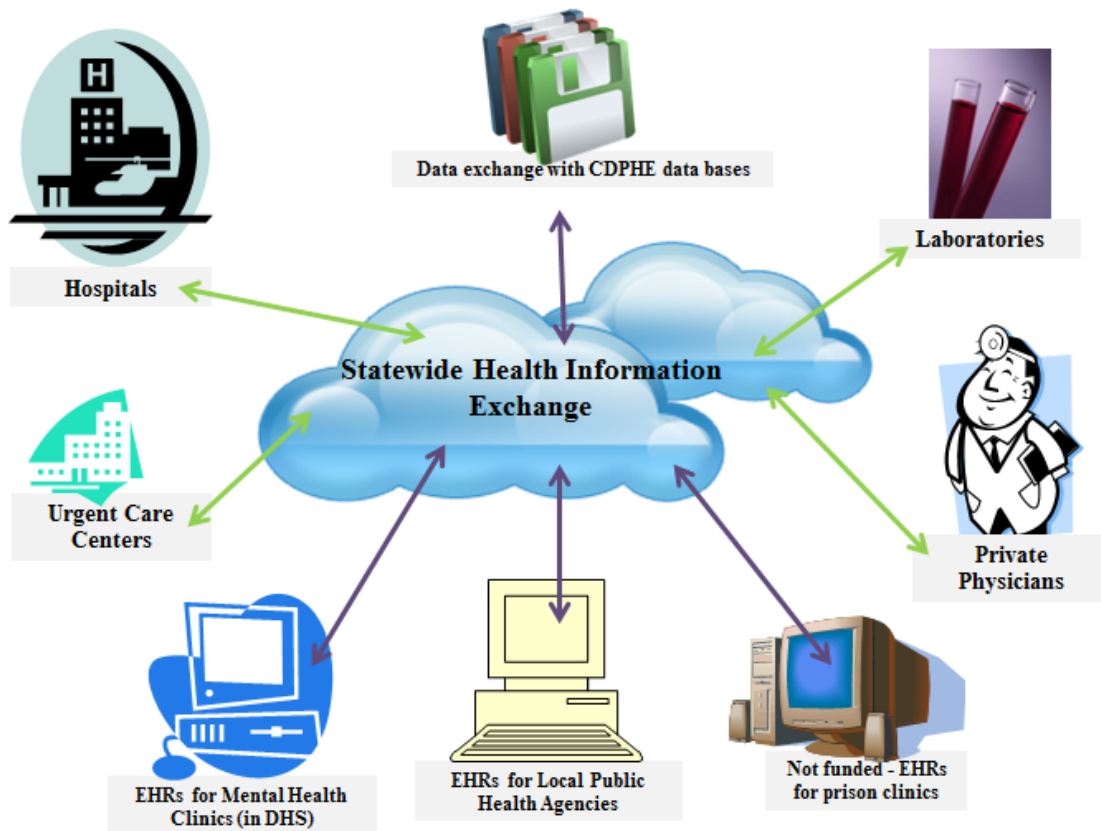 H
Data exchange with CDPHE data bases
Laboratories
Hospitals
Statewide Health Information
Exchange
Urgent Care
Centers
Private
Physicians
EHRs for Mental Health
Clinics (in DHS)
EHRs for Local Public
Health Agencies
Not funded - EHRs
for prison clinics